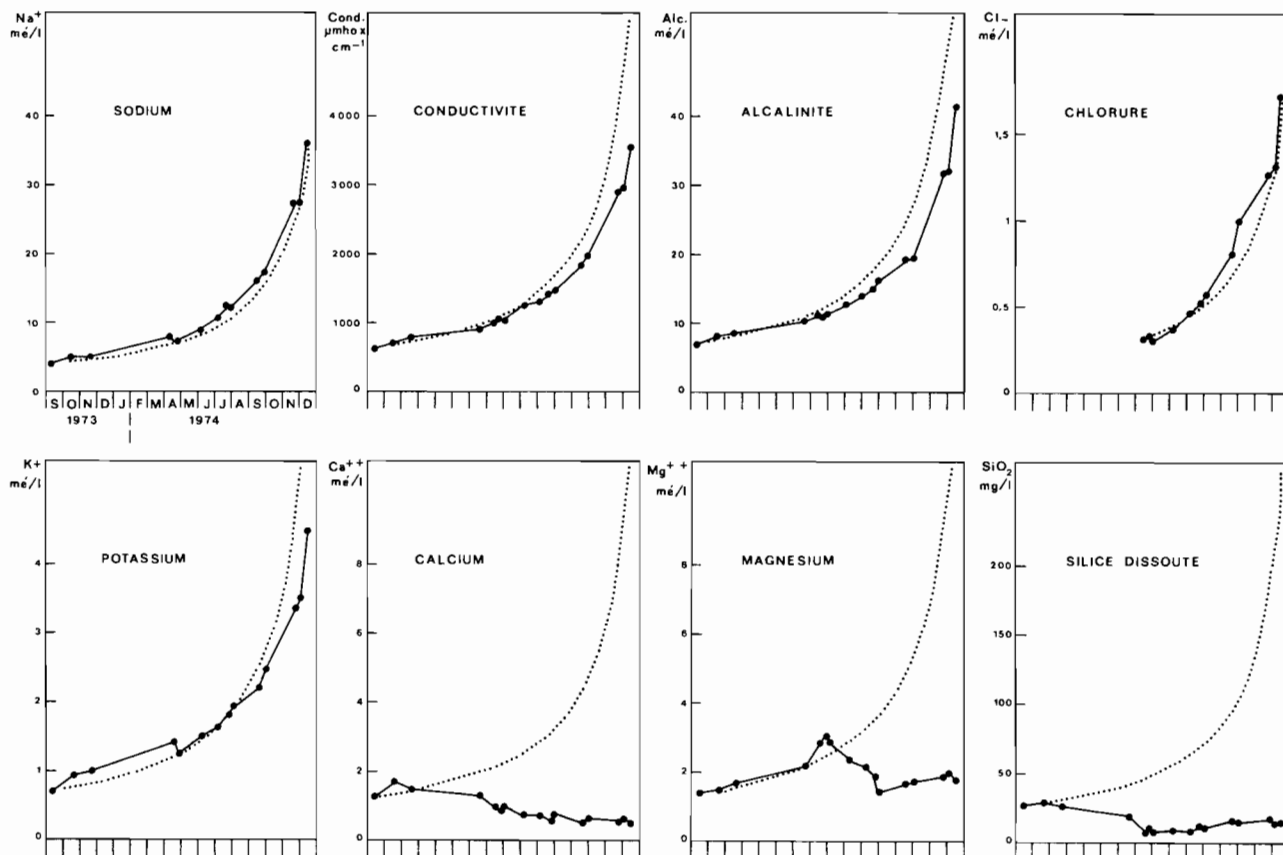 Na+
mé/l
SODIUM
40
30
20
10
0
S O N D J F M A M J J A S O N D
1973 1974
Cond.
µmho x
cm-1
CONDUCTIVITE
4000
3000
2000
1000
0
Alc.
mé/l
ALCALINITE
40
30
20
10
0
Cl-
mé/l
CHLORURE
1,5
1
0,5
0
K+
mé/l
POTASSIUM
4
3
2
1
0
Ca++
mé/l
CALCIUM
8
6
4
2
0
Mg++
mé/l
MAGNESIUM
8
6
4
2
0
SiO2
mg/l
SILICE DISSOUTE
200
150
100
50
0